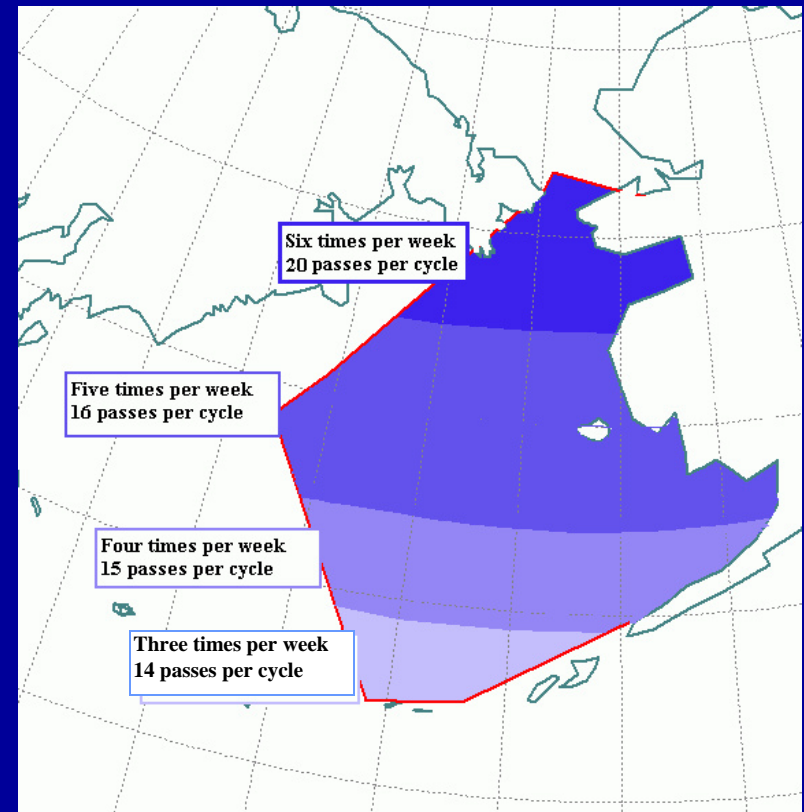 Six times per week
20 passes per cycle
Five times per week
16 passes per cycle
Four times per week
15 passes per cycle
Three times per week
14 passes per cycle